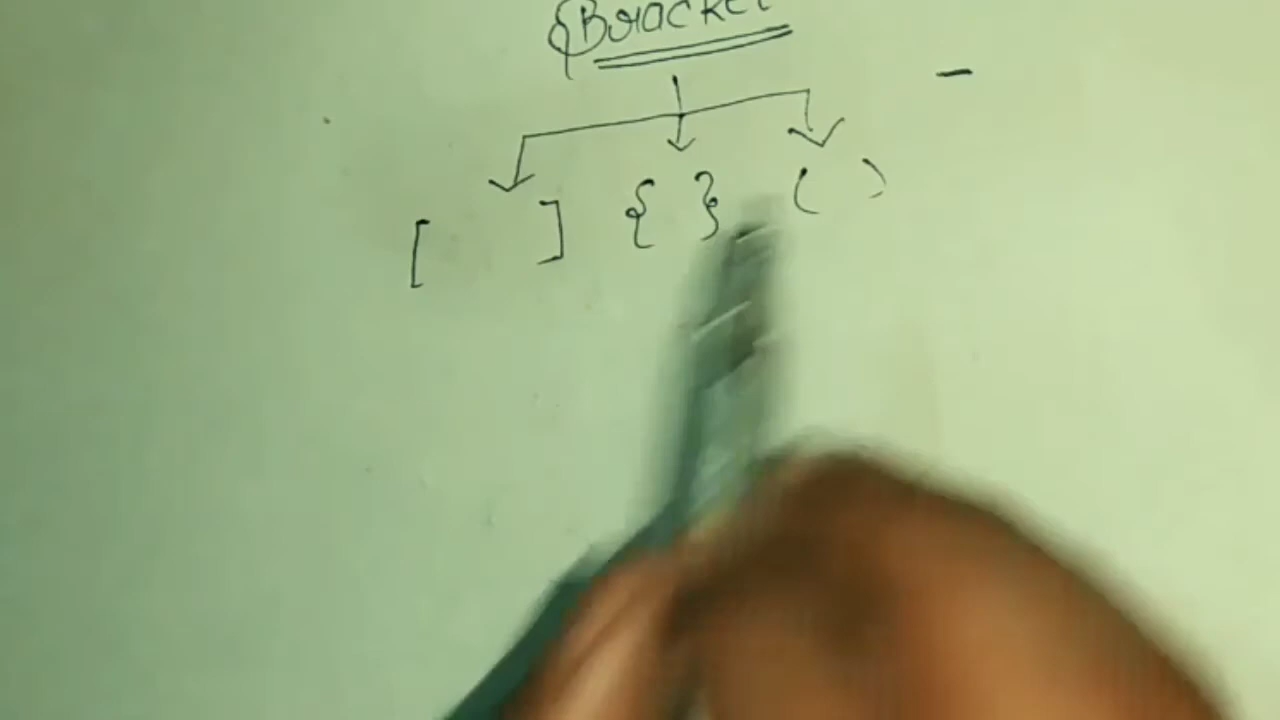 {Bracket
-
[ ] { } ( )